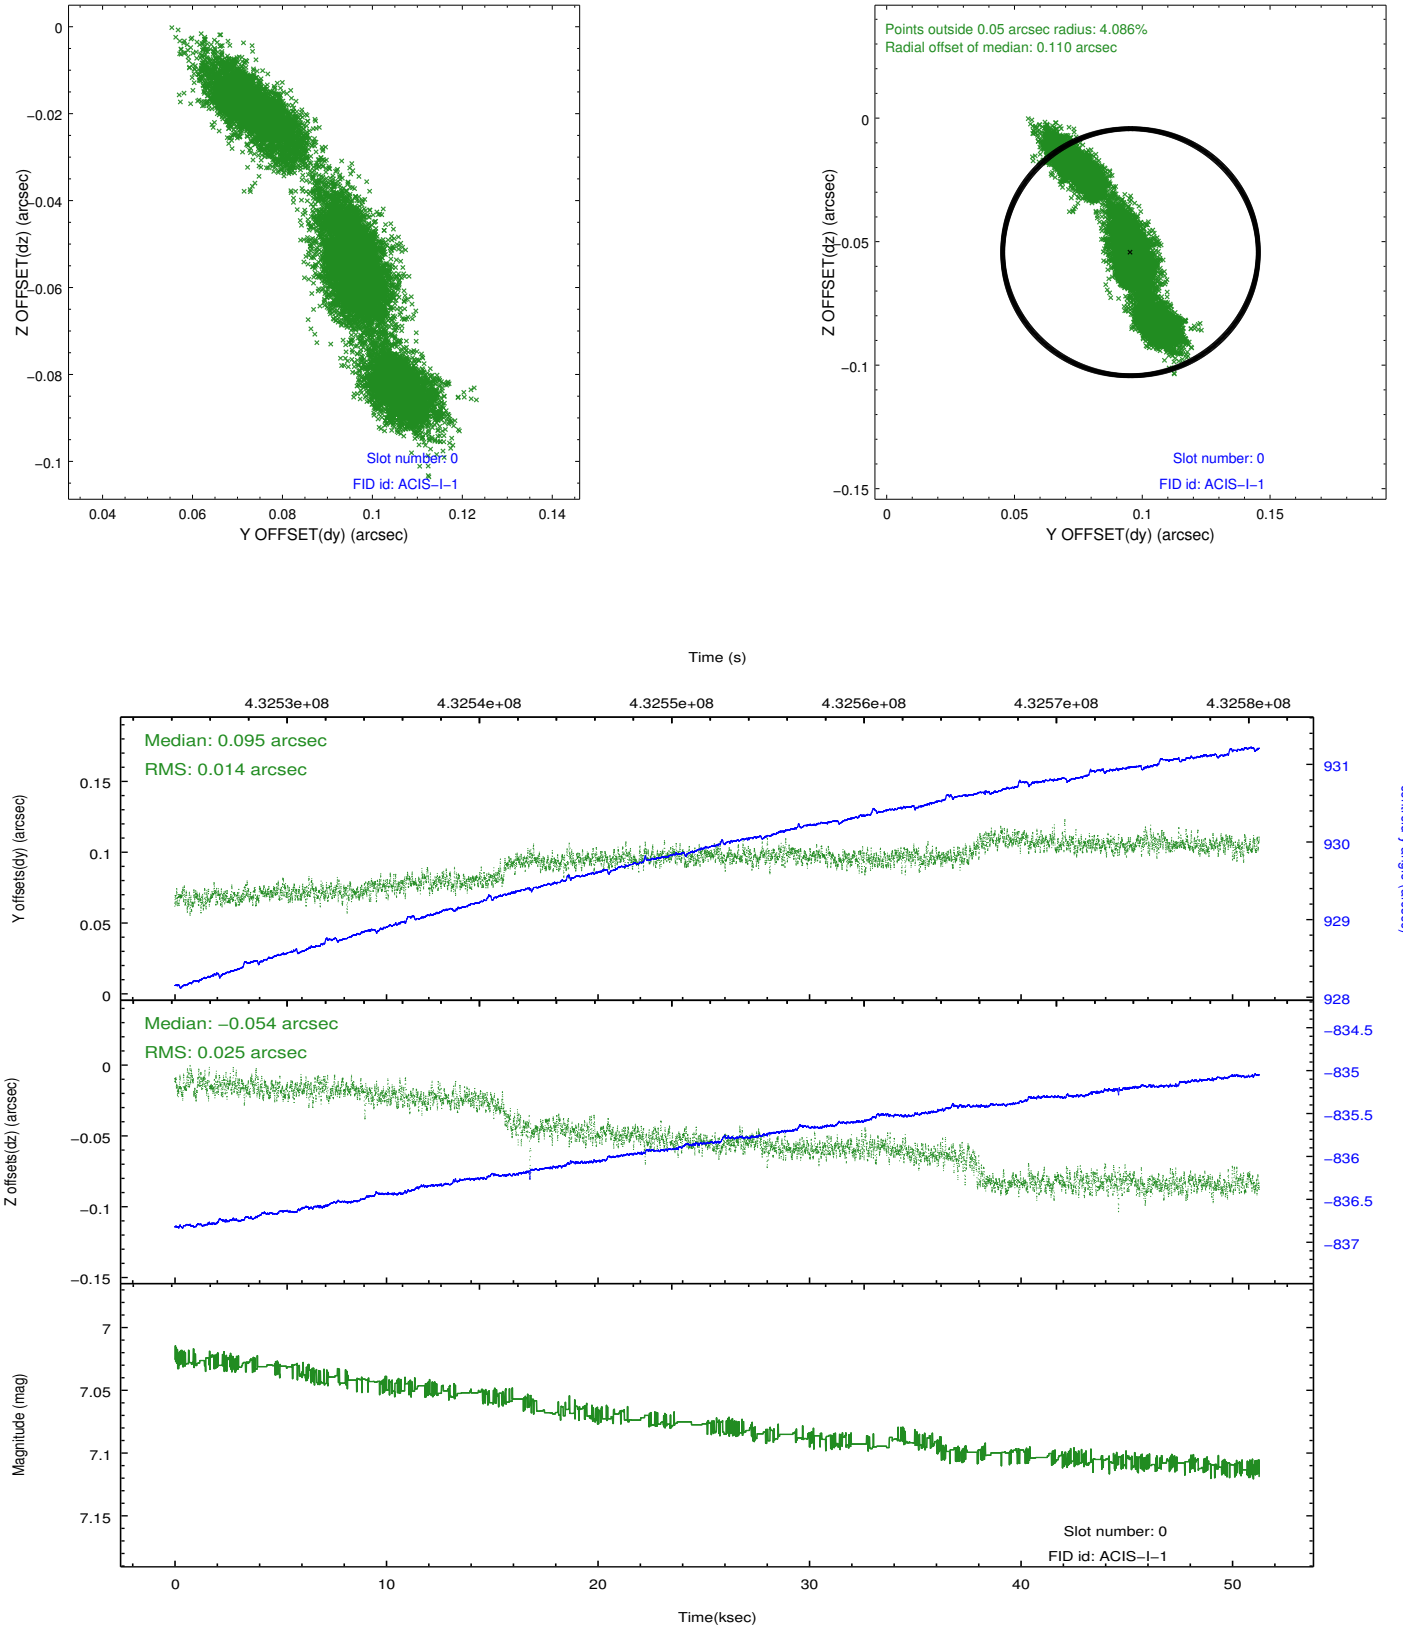 0
−0.02
−0.04
−0.06
−0.08
−0.1
Z OFFSET(dz) (arcsec)
Slot number: 0
FID id: ACIS−I−1
0.04 0.06 0.08 0.1 0.12 0.14
Y OFFSET(dy) (arcsec)
Points outside 0.05 arcsec radius: 4.086%
Radial offset of median: 0.110 arcsec
0
−0.05
−0.1
−0.15
Z OFFSET(dz) (arcsec)
Slot number: 0
FID id: ACIS−I−1
0 0.05 0.1 0.15
Y OFFSET(dy) (arcsec)
Time (s)
4.3253e+08 4.3254e+08 4.3255e+08 4.3256e+08 4.3257e+08 4.3258e+08
Median: 0.095 arcsec
RMS: 0.014 arcsec
0.15
0.1
0.05
0
Y offsets(dy) (arcsec)
931
930
929
928
Median: −0.054 arcsec
RMS: 0.025 arcsec
0
−0.05
−0.1
−0.15
Z offsets(dz) (arcsec)
−834.5
−835
−835.5
−836
−836.5
−837
7
7.05
7.1
7.15
Magnitude (mag)
Slot number: 0
FID id: ACIS−I−1
0 10 20 30 40 50
Time(ksec)